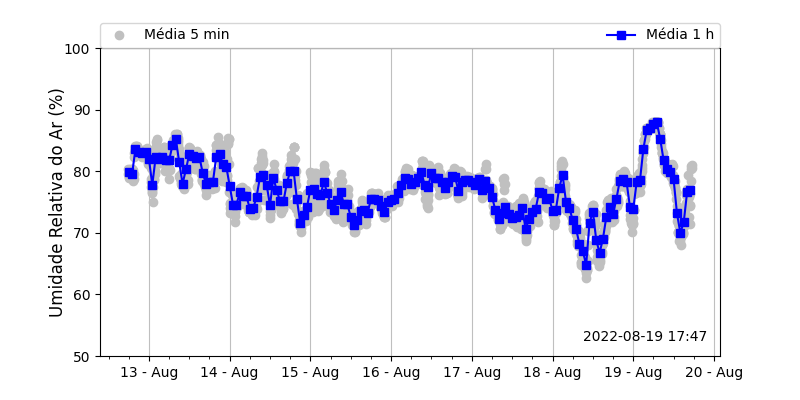 Média 5 min
Média 1 h
Umidade Relativa do Ar (%)
100
90
80
70
60
50
2022-08-19 17:47
13 - Aug
14 - Aug
15 - Aug
16 - Aug
17 - Aug
18 - Aug
19 - Aug
20 - Aug